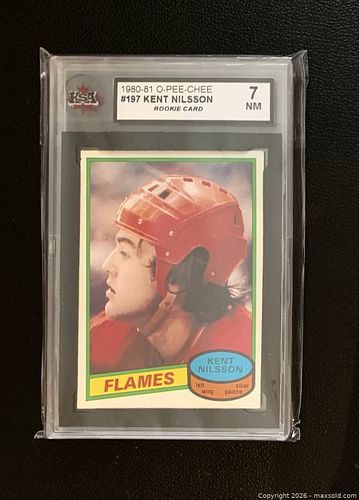 KSA
1980-81 O-PEE-CHEE
#197 KENT NILSSON
ROOKIE CARD
7
NM
FLAMES
KENT
NILSSON
left ailier
wing gauche
Copyright 2026 - maxsold.com